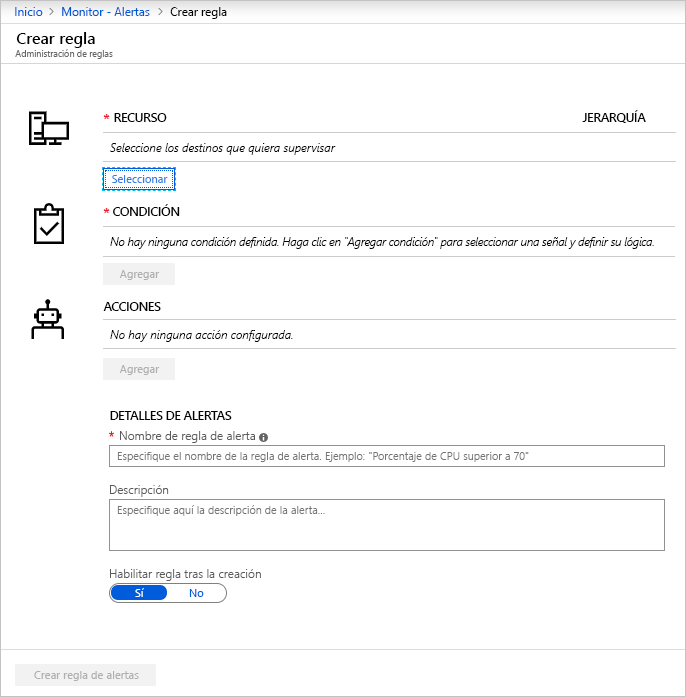 Inicio > Monitor - Alertas > Crear regla
Crear regla
Administración de reglas
* RECURSO JERARQUÍA
Seleccione los destinos que quiera supervisar
Seleccionar
* CONDICIÓN
No hay ninguna condición definida. Haga clic en "Agregar condición" para seleccionar una señal y definir su lógica.
Agregar
ACCIONES
No hay ninguna acción configurada.
Agregar
DETALLES DE ALERTAS
* Nombre de regla de alerta
Especifique el nombre de la regla de alerta. Ejemplo: "Porcentaje de CPU superior a 70"
Descripción
Especifique aquí la descripción de la alerta...
Habilitar regla tras la creación
Sí No
Crear regla de alertas